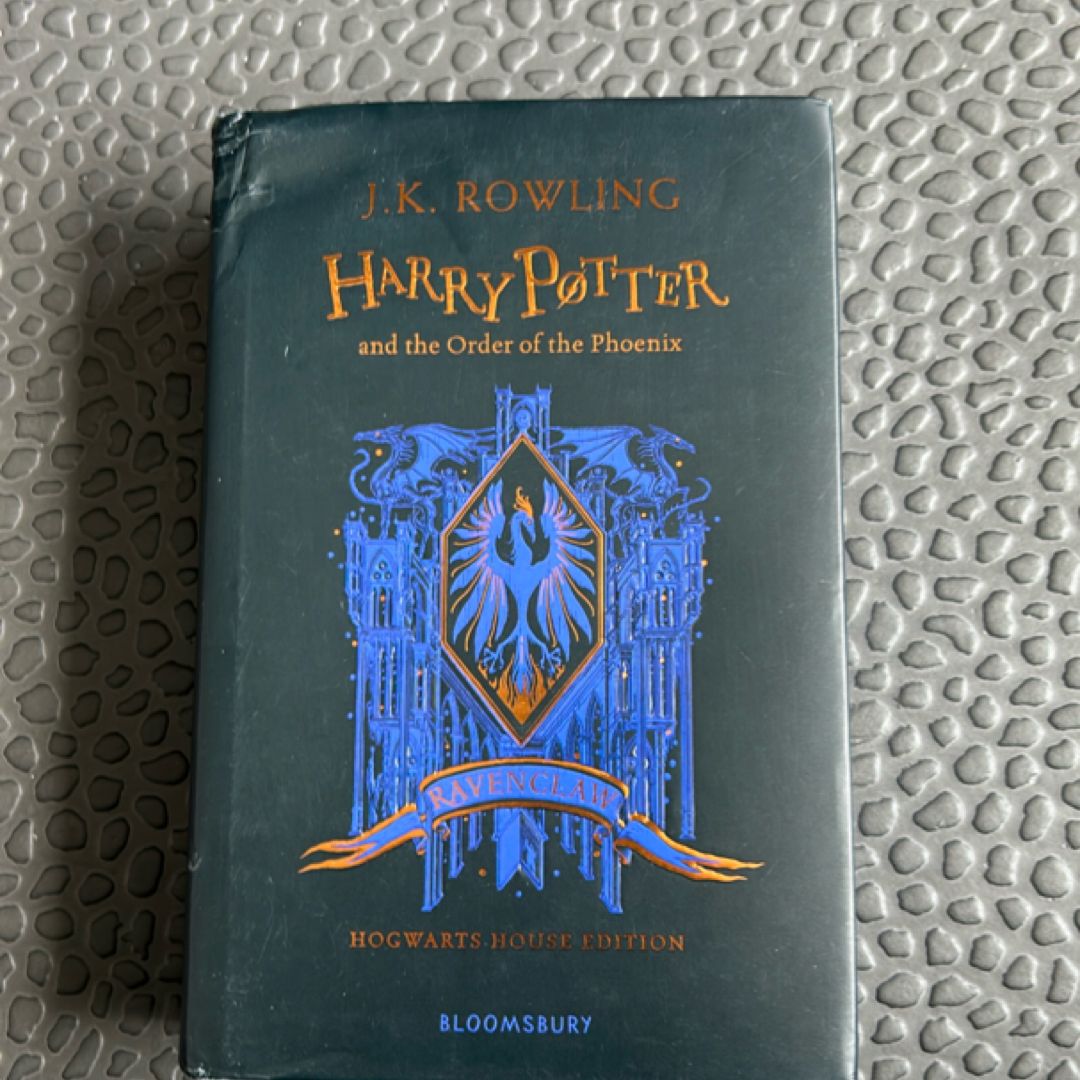 J.K. ROWLING
HARRY POTTER
and the Order of the Phoenix
RAVENCLAW
HOGWARTS HOUSE EDITION
BLOOMSBURY